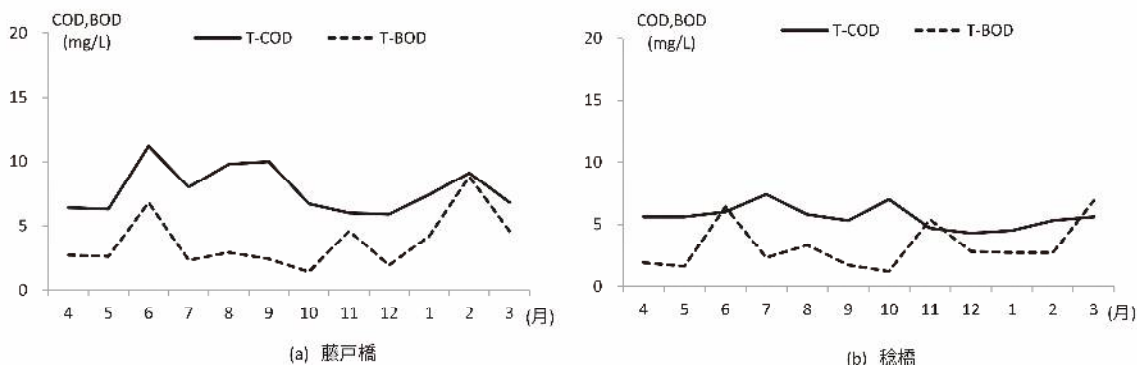 COD,BOD
(mg/L)
T-COD
T-BOD
20
15
10
5
0
4 5 6 7 8 9 10 11 12 1 2 3 (月)
(a) 藤戸橋
COD,BOD
(mg/L)
T-COD
T-BOD
20
15
10
5
0
4 5 6 7 8 9 10 11 12 1 2 3 (月)
(b) 稔橋